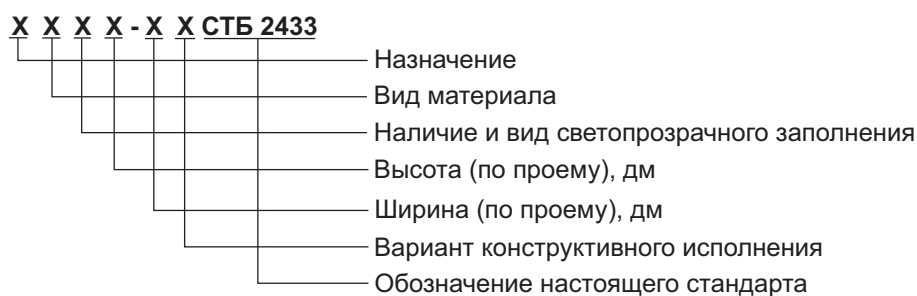 Х Х Х Х - Х Х СТБ 2433
Назначение
Вид материала
Наличие и вид светопрозрачного заполнения
Высота (по проему), дм
Ширина (по проему), дм
Вариант конструктивного исполнения
Обозначение настоящего стандарта